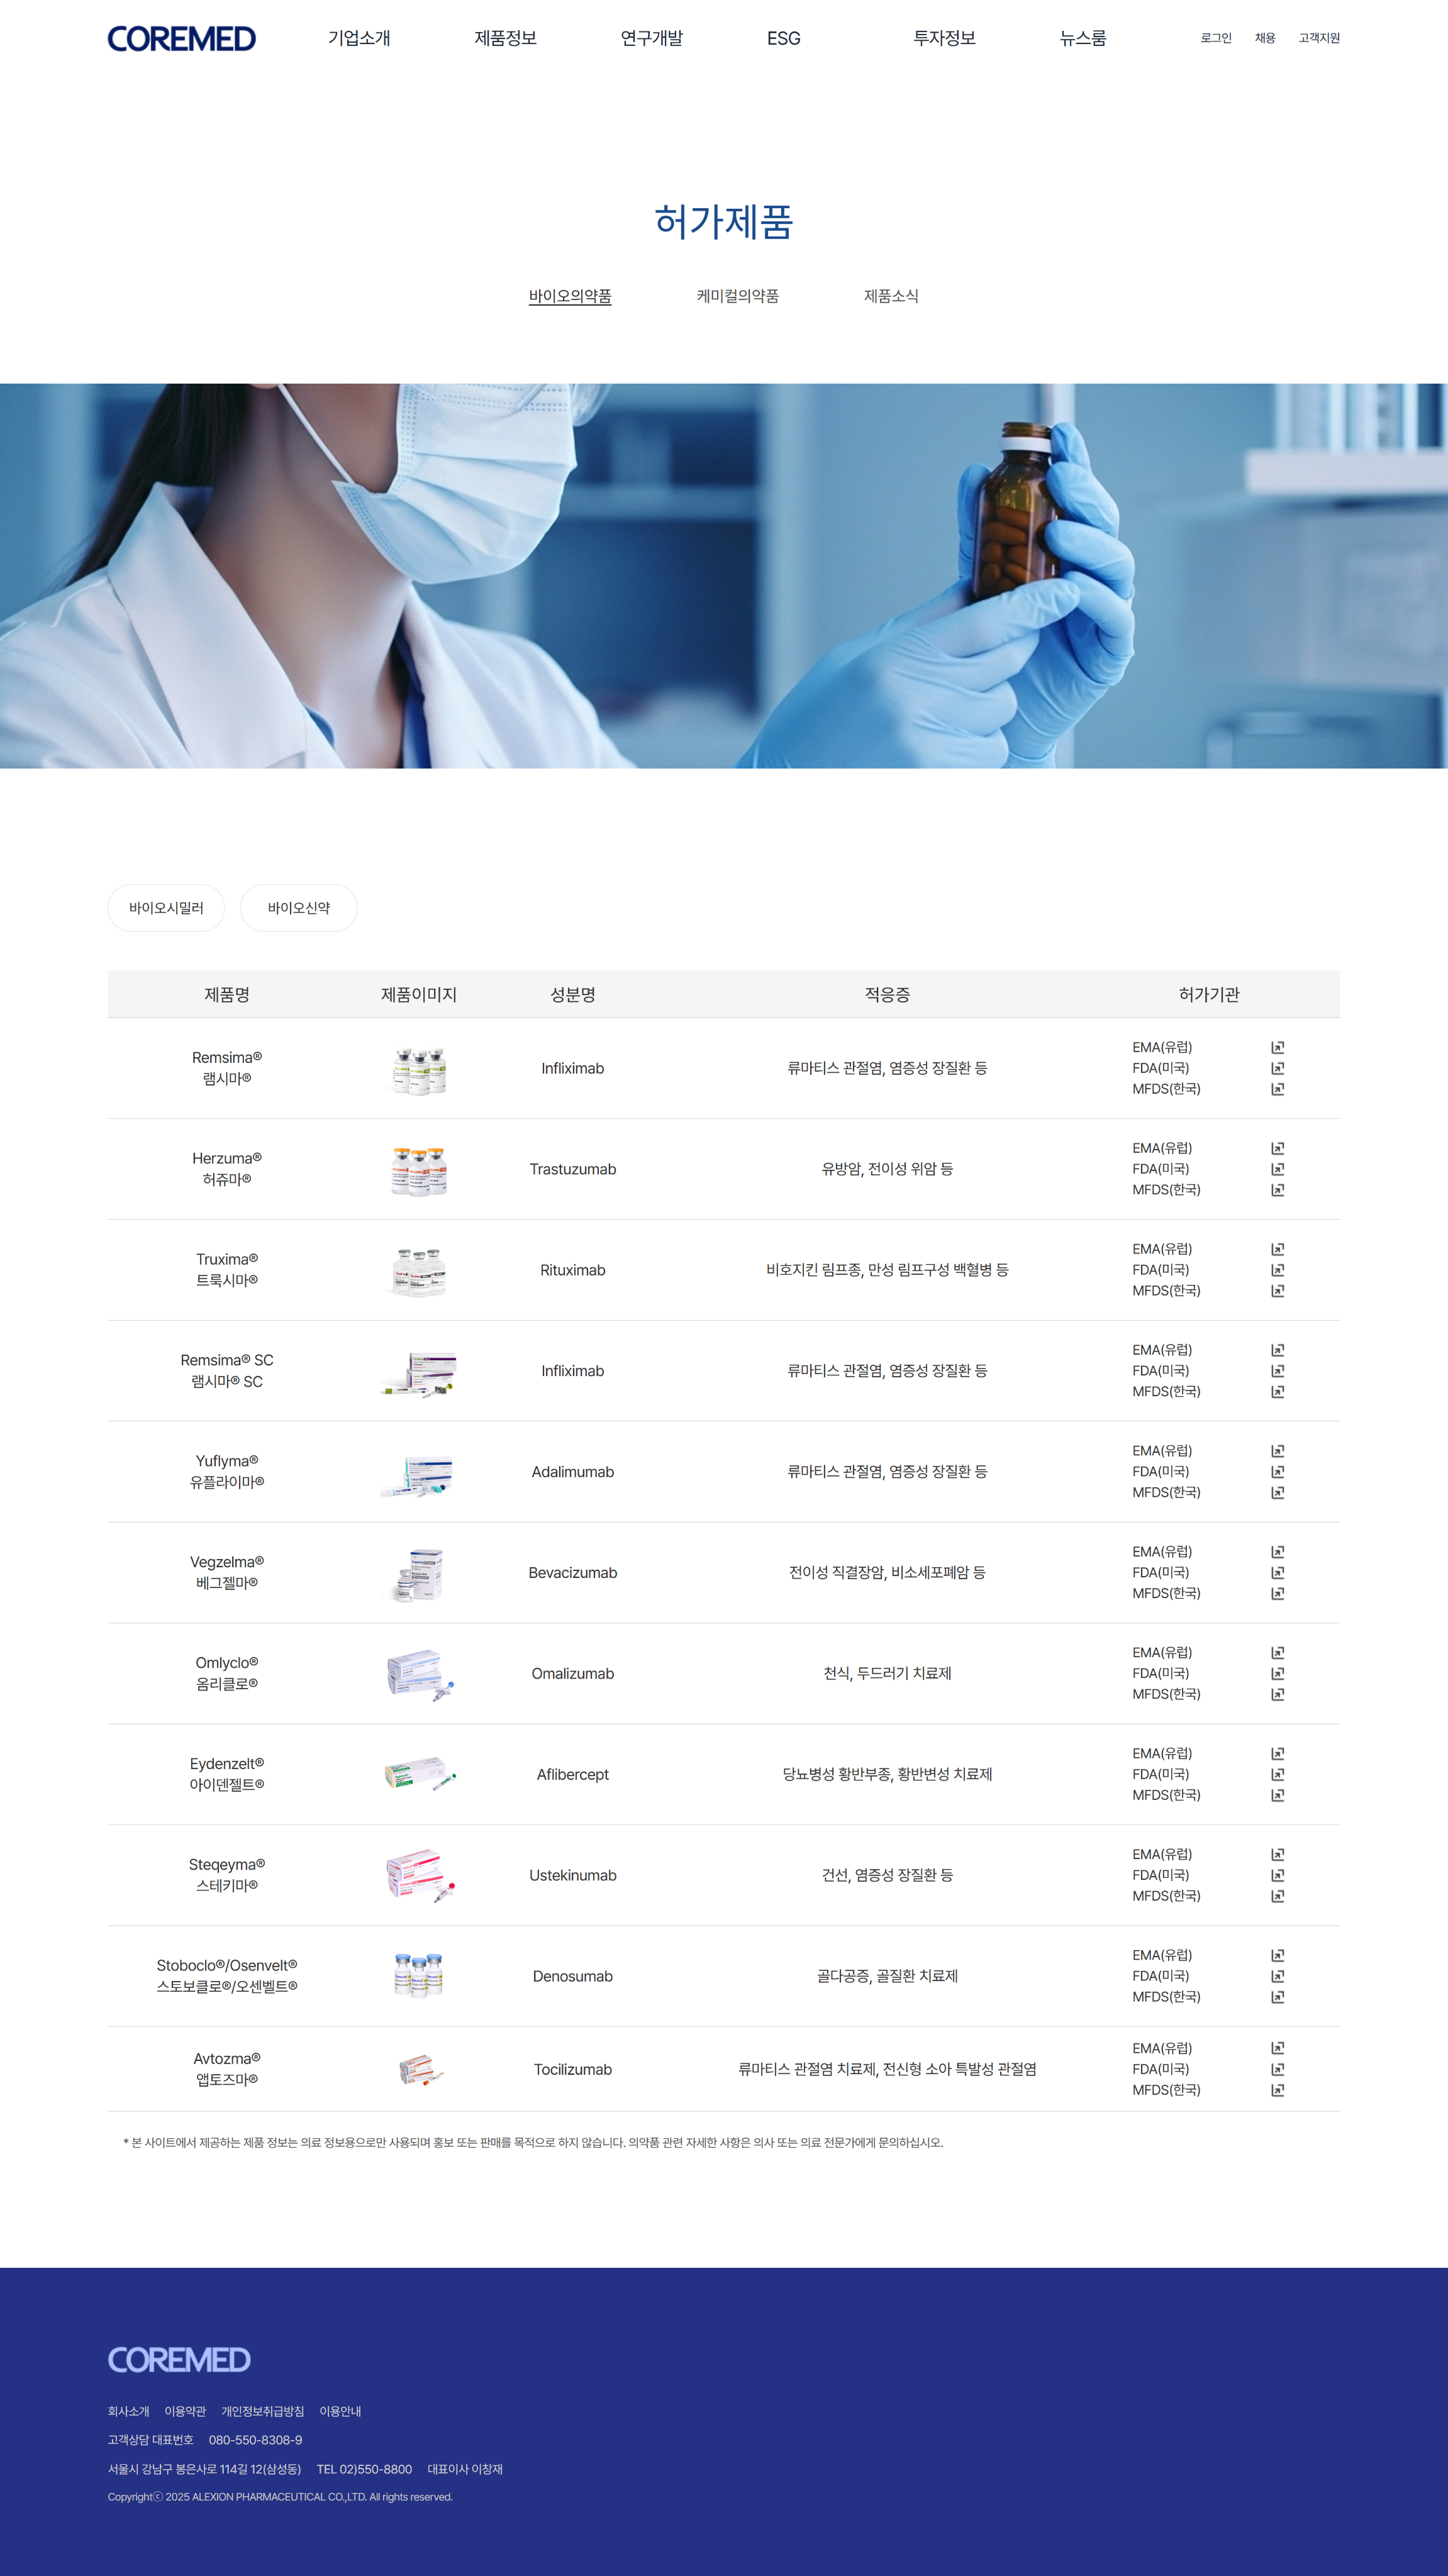 COREMED
기업소개
제품정보
연구개발
ESG
투자정보
뉴스룸
로그인
채용
고객지원
허가제품
바이오의약품
케미컬의약품
제품소식
바이오시밀러
바이오신약
제품명
제품이미지
성분명
적응증
허가기관
Remsima®
램시마®
Infliximab
류마티스 관절염, 염증성 장질환 등
EMA(유럽)
FDA(미국)
MFDS(한국)
Herzuma®
허쥬마®
Trastuzumab
유방암, 전이성 위암 등
EMA(유럽)
FDA(미국)
MFDS(한국)
Truxima®
트룩시마®
Rituximab
비호지킨 림프종, 만성 림프구성 백혈병 등
EMA(유럽)
FDA(미국)
MFDS(한국)
Remsima® SC
램시마® SC
Infliximab
류마티스 관절염, 염증성 장질환 등
EMA(유럽)
FDA(미국)
MFDS(한국)
Yuflyma®
유플라이마®
Adalimumab
류마티스 관절염, 염증성 장질환 등
EMA(유럽)
FDA(미국)
MFDS(한국)
Vegzelma®
베그젤마®
Bevacizumab
전이성 직결장암, 비소세포폐암 등
EMA(유럽)
FDA(미국)
MFDS(한국)
Omlyclo®
옴리클로®
Omalizumab
천식, 두드러기 치료제
EMA(유럽)
FDA(미국)
MFDS(한국)
Eydenzelt®
아이덴젤트®
Aflibercept
당뇨병성 황반부종, 황반변성 치료제
EMA(유럽)
FDA(미국)
MFDS(한국)
Steqeyma®
스테키마®
Ustekinumab
건선, 염증성 장질환 등
EMA(유럽)
FDA(미국)
MFDS(한국)
Stoboclo®/Osenvelt®
스토보클로®/오센벨트®
Denosumab
골다공증, 골질환 치료제
EMA(유럽)
FDA(미국)
MFDS(한국)
Avtozma®
앱토즈마®
Tocilizumab
류마티스 관절염 치료제, 전신형 소아 특발성 관절염
EMA(유럽)
FDA(미국)
MFDS(한국)
* 본 사이트에서 제공하는 제품 정보는 의료 정보용으로만 사용되며 홍보 또는 판매를 목적으로 하지 않습니다. 의약품 관련 자세한 사항은 의사 또는 의료 전문가에게 문의하십시오.
COREMED
회사소개 이용약관 개인정보취급방침 이용안내
고객상담 대표번호 080-550-8308-9
서울시 강남구 봉은사로 114길 12(삼성동) TEL 02)550-8800 대표이사 이창재
Copyrightⓒ 2025 ALEXION PHARMACEUTICAL CO.,LTD. All rights reserved.